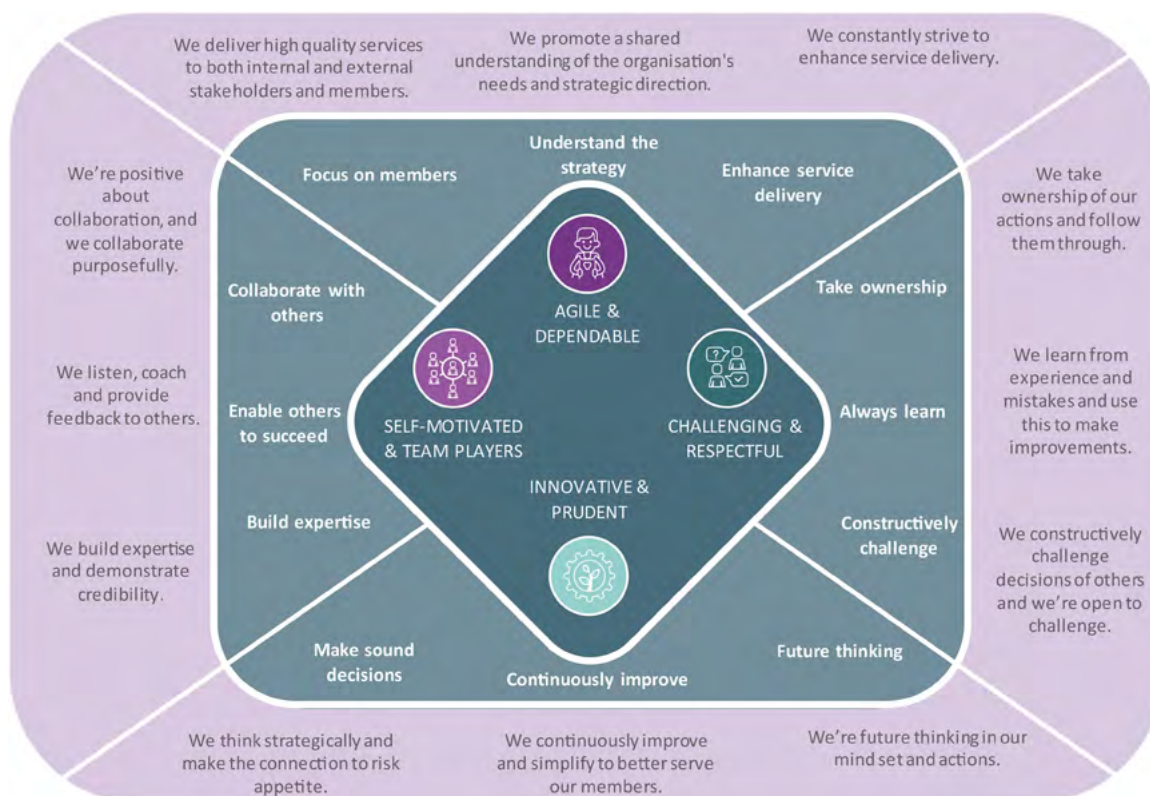 We deliver high quality services
to both internal and external
stakeholders and members.
We promote a shared
understanding of the organisation's
needs and strategic direction.
We constantly strive to
enhance service delivery.
Focus on members
Understand the
strategy
Enhance service
delivery
We're positive
about
collaboration, and
we collaborate
purposefully.
We take
ownership of our
actions and follow
them through.
Collaborate with
others
Take ownership
AGILE &
DEPENDABLE
We listen, coach
and provide
feedback to others.
Enable others
to succeed
SELF-MOTIVATED
& TEAM PLAYERS
?
CHALLENGING &
RESPECTFUL
Always learn
We learn from
experience and
mistakes and use
this to make
improvements.
INNOVATIVE &
PRUDENT
We build expertise
and demonstrate
credibility.
Build expertise
Constructively
challenge
We constructively
challenge
decisions of others
and we're open to
challenge.
Make sound
decisions
Continuously improve
Future thinking
We think strategically and
make the connection to risk
appetite.
We continuously improve
and simplify to better serve
our members.
We're future thinking in our
mind set and actions.